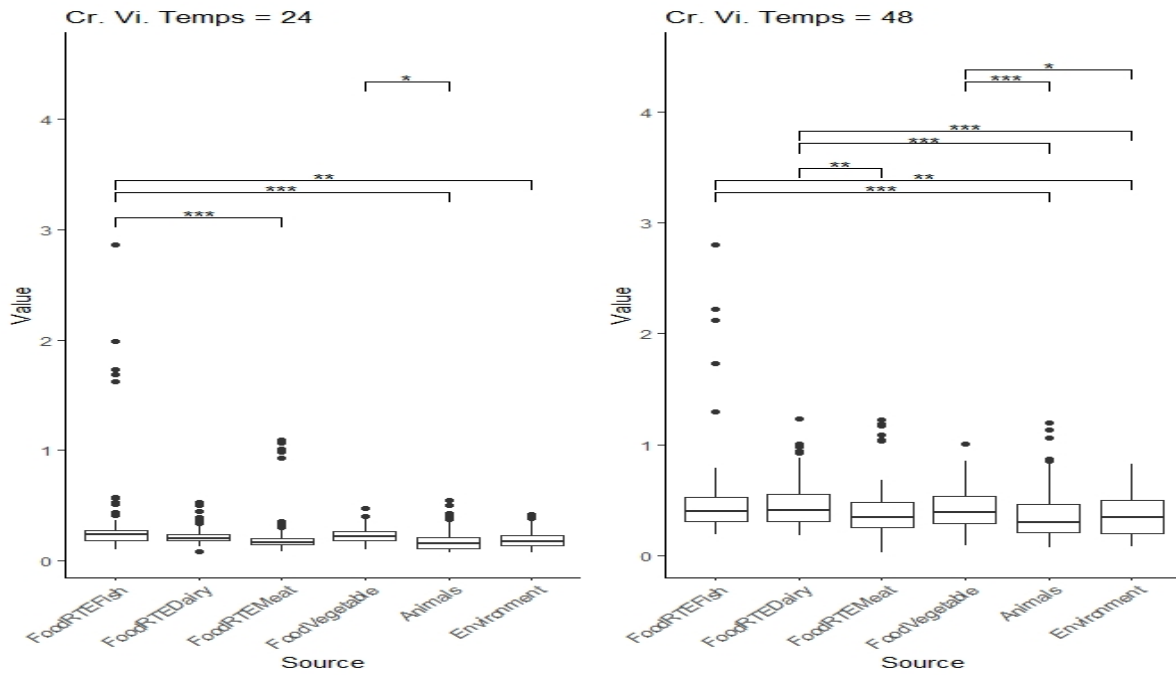 Cr. Vi. Temps = 24
*
**
***
***
4
3
2
1
0
Value
FoodRTEFish
FoodRTEDairy
FoodRTEMeat
FoodVegetable
Animals
Environment
Source
Cr. Vi. Temps = 48
*
***
***
***
**
**
***
4
3
2
1
0
Value
FoodRTEFish
FoodRTEDairy
FoodRTEMeat
FoodVegetable
Animals
Environment
Source